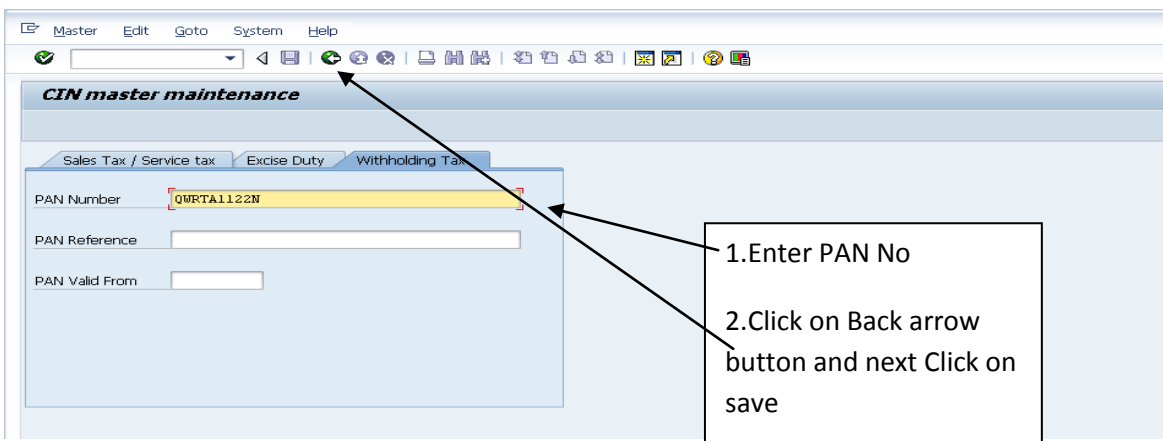 Master Edit Goto System Help
CIN master maintenance
Sales Tax / Service tax Excise Duty Withholding Tax
PAN Number QWRTA1122N
PAN Reference
PAN Valid From
1.Enter PAN No
2.Click on Back arrow
button and next Click on
save